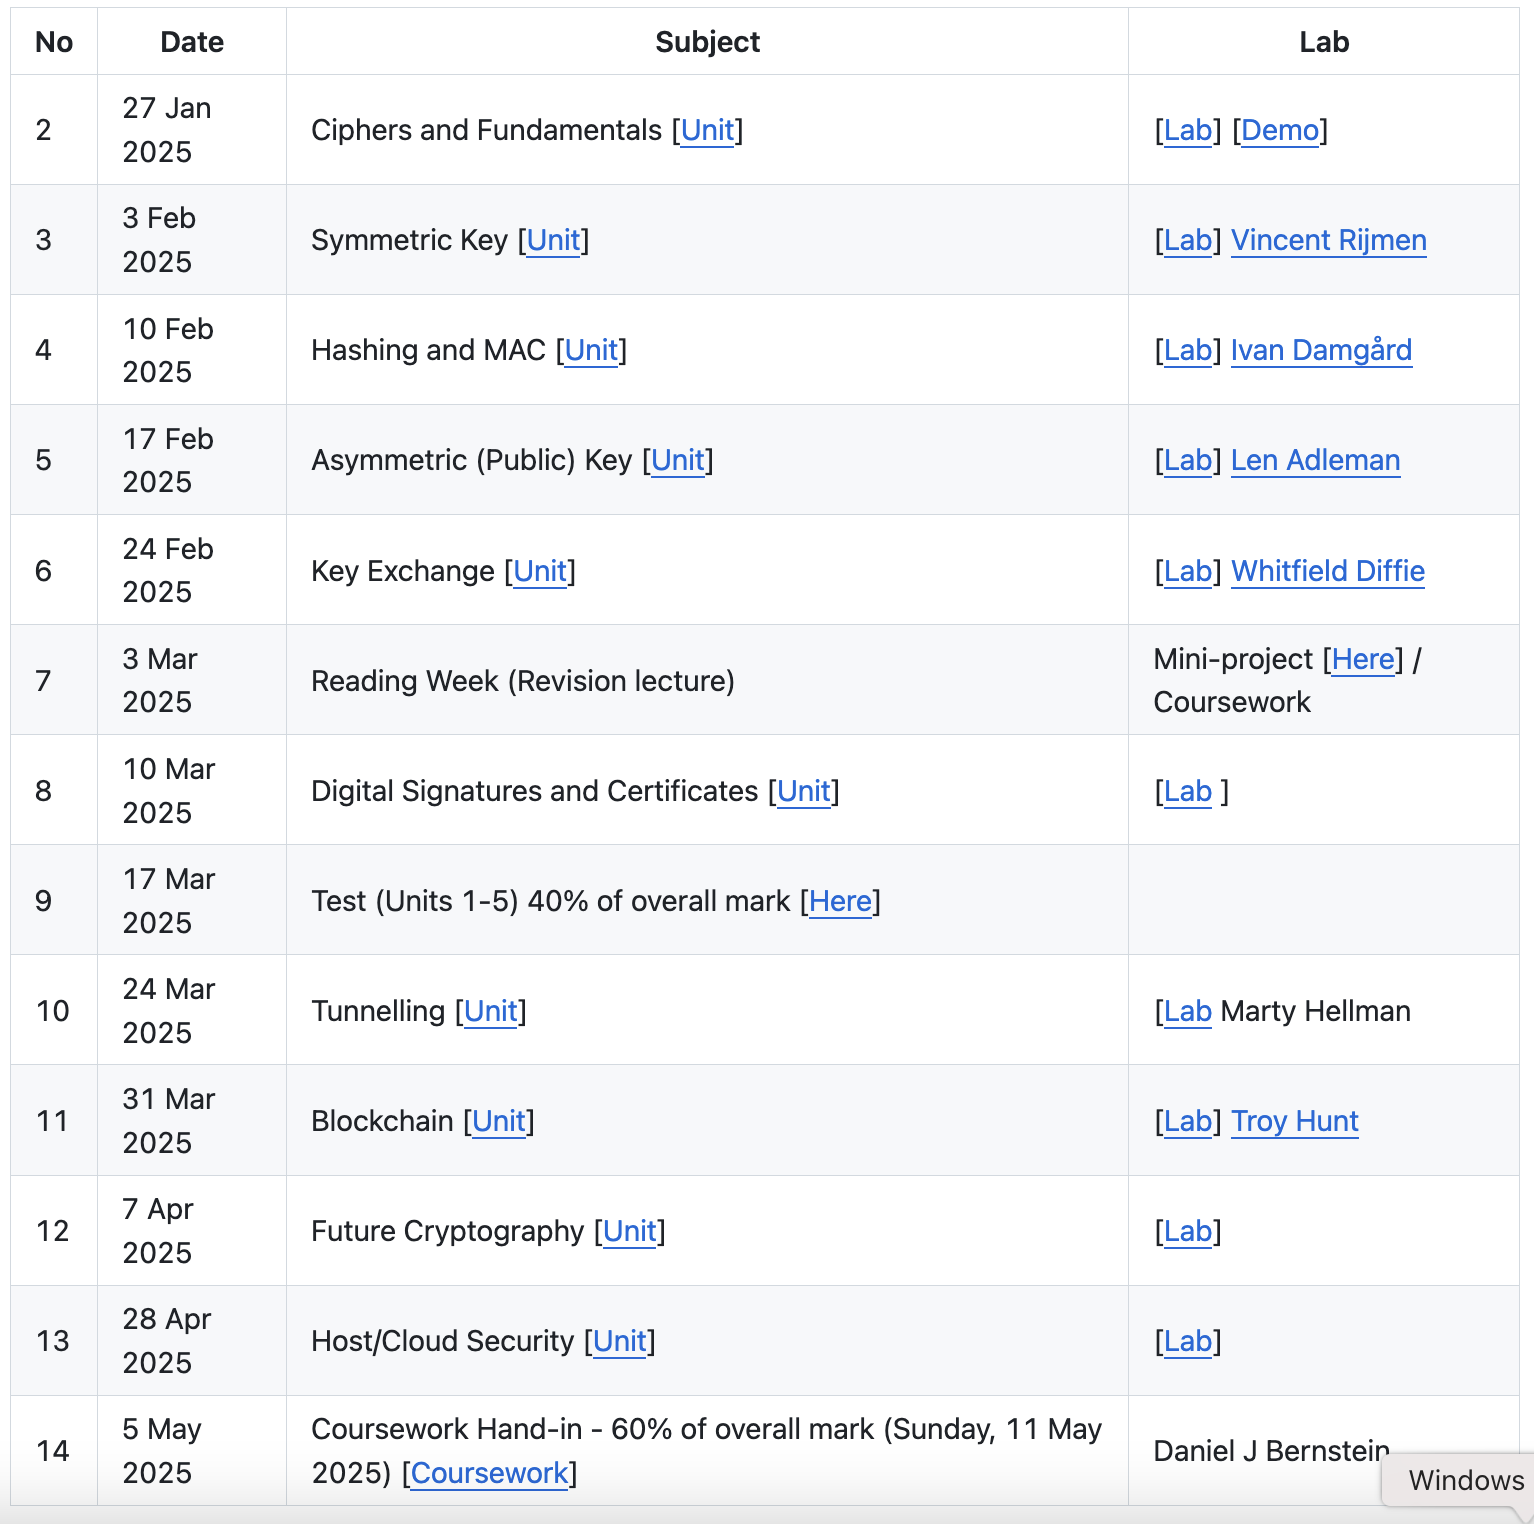 No Date Subject Lab
2 27 Jan 2025 Ciphers and Fundamentals [Unit] [Lab] [Demo]
3 3 Feb 2025 Symmetric Key [Unit] [Lab] Vincent Rijmen
4 10 Feb 2025 Hashing and MAC [Unit] [Lab] Ivan Damgård
5 17 Feb 2025 Asymmetric (Public) Key [Unit] [Lab] Len Adleman
6 24 Feb 2025 Key Exchange [Unit] [Lab] Whitfield Diffie
7 3 Mar 2025 Reading Week (Revision lecture) Mini-project [Here] / Coursework
8 10 Mar 2025 Digital Signatures and Certificates [Unit] [Lab ]
9 17 Mar 2025 Test (Units 1-5) 40% of overall mark [Here]
10 24 Mar 2025 Tunnelling [Unit] [Lab Marty Hellman
11 31 Mar 2025 Blockchain [Unit] [Lab] Troy Hunt
12 7 Apr 2025 Future Cryptography [Unit] [Lab]
13 28 Apr 2025 Host/Cloud Security [Unit] [Lab]
14 5 May 2025 Coursework Hand-in - 60% of overall mark (Sunday, 11 May 2025) [Coursework] Daniel J Bernstein
Windows